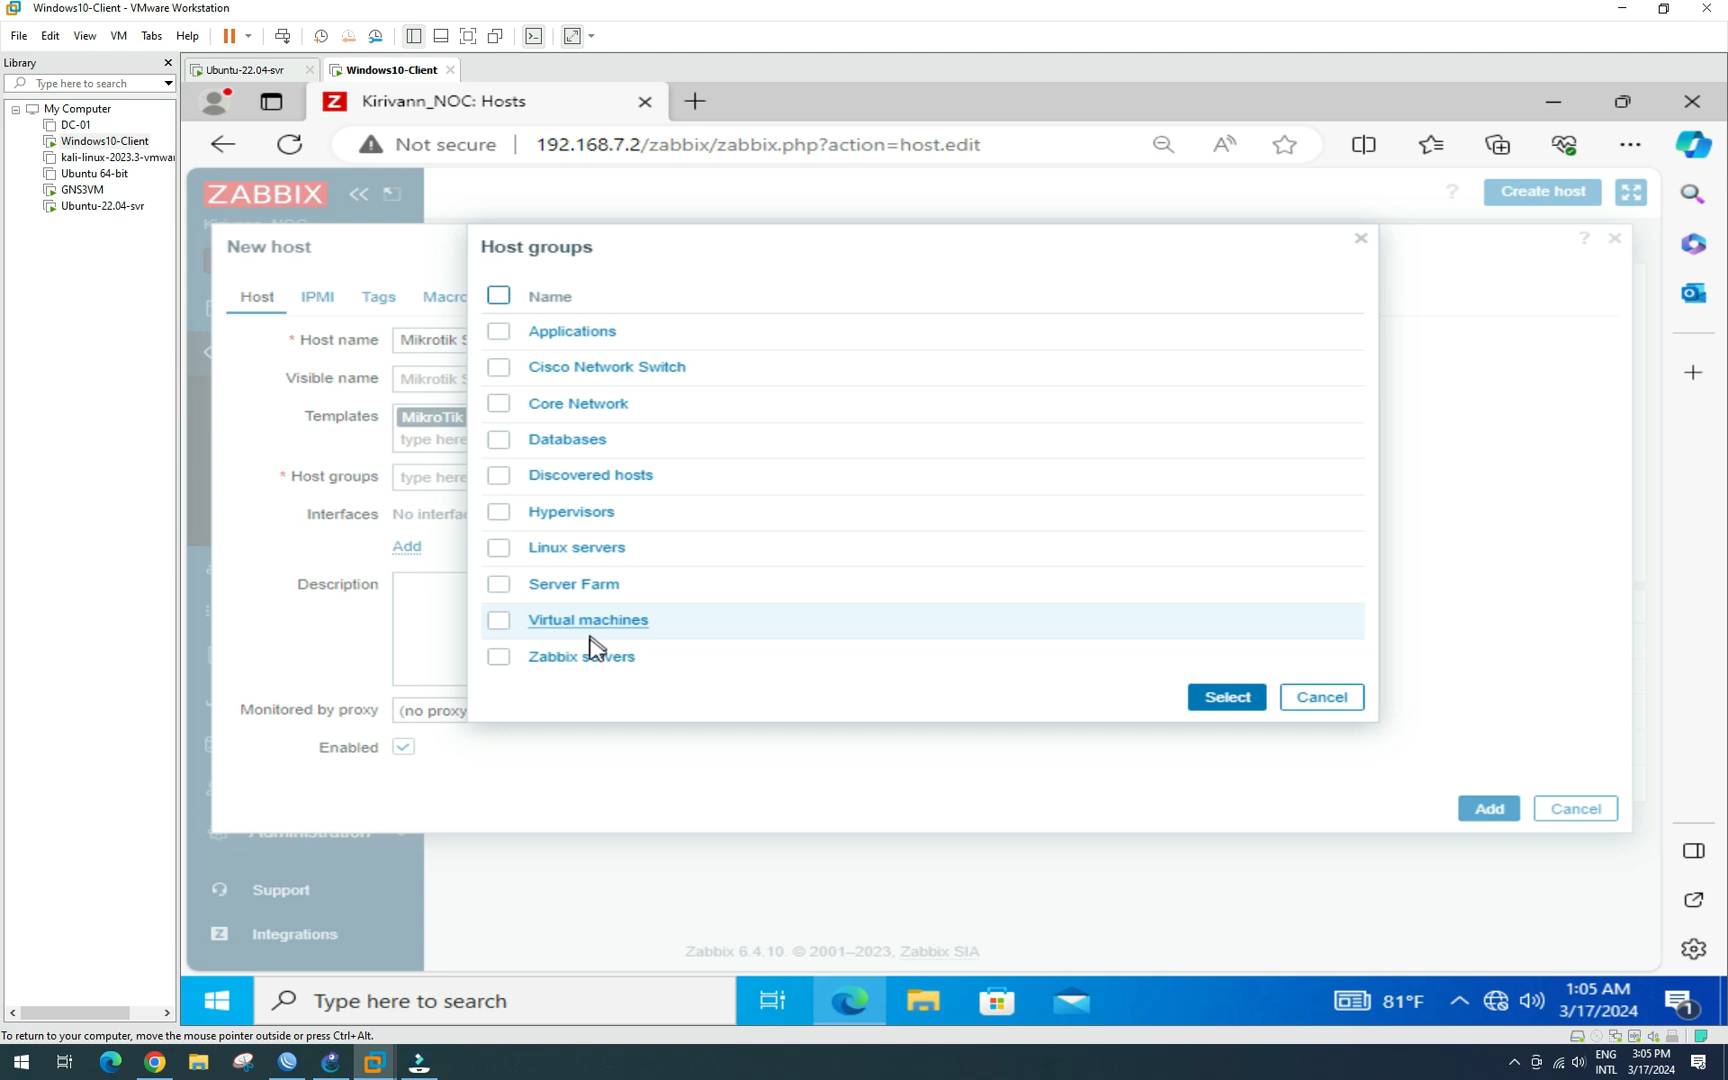 Windows10-Client - VMware Workstation
File Edit View VM Tabs Help
Library
Ubuntu-22.04-svr
Windows10-Client
Type here to search
My Computer
DC-01
Windows10-Client
kali-linux-2023.3-vmwar
Ubuntu 64-bit
GNS3VM
Ubuntu-22.04-svr
Z Kirivann_NOC: Hosts
Not secure 192.168.7.2/zabbix/zabbix.php?action=host.edit
ZABBIX
Create host
New host
Host IPMI Tags Macro
* Host name Mikrotik S
Visible name Mikrotik S
Templates MikroTik
type here
* Host groups type here
Interfaces No interfa
Add
Description
Monitored by proxy (no proxy
Enabled
Add Cancel
Host groups
Name
Applications
Cisco Network Switch
Core Network
Databases
Discovered hosts
Hypervisors
Linux servers
Server Farm
Virtual machines
Zabbix servers
Select Cancel
Administration
Support
Z Integrations
Zabbix 6.4.10. © 2001–2023, Zabbix SIA
Type here to search
81°F
1:05 AM
3/17/2024
1
To return to your computer, move the mouse pointer outside or press Ctrl+Alt.
ENG
INTL
3:05 PM
3/17/2024